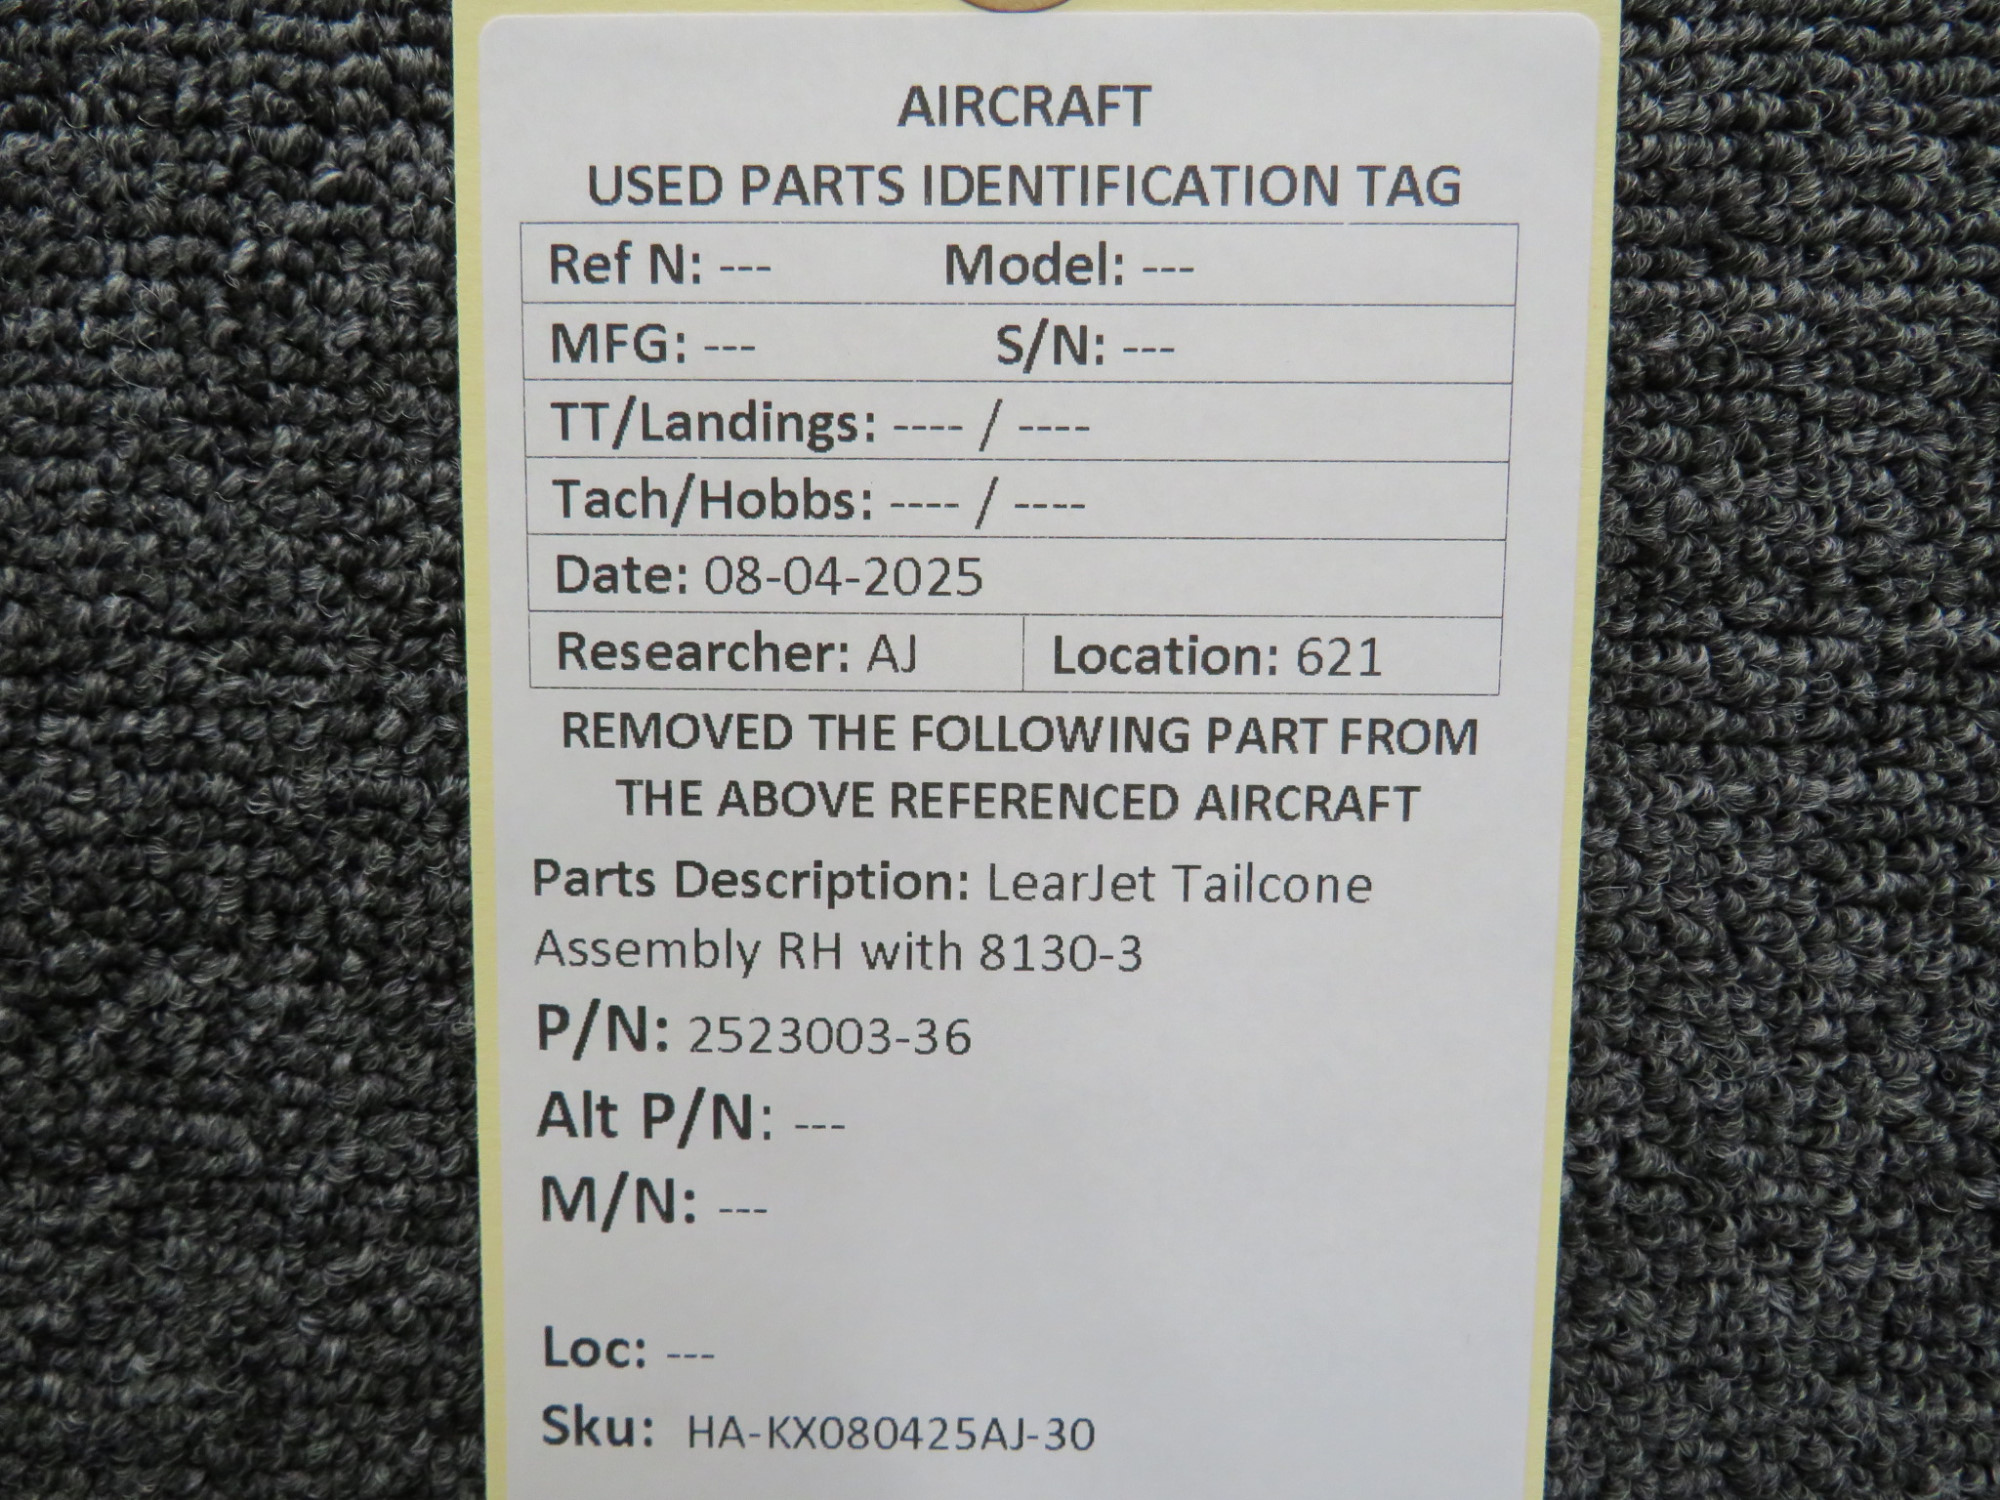 AIRCRAFT
USED PARTS IDENTIFICATION TAG
Ref N: --- Model: ---
MFG: --- S/N: ---
TT/Landings: ---- / ----
Tach/Hobbs: ---- / ----
Date: 08-04-2025
Researcher: AJ Location: 621
REMOVED THE FOLLOWING PART FROM
THE ABOVE REFERENCED AIRCRAFT
Parts Description: LearJet Tailcone
Assembly RH with 8130-3
P/N: 2523003-36
Alt P/N: ---
M/N: ---
Loc: ---
Sku: HA-KX080425AJ-30